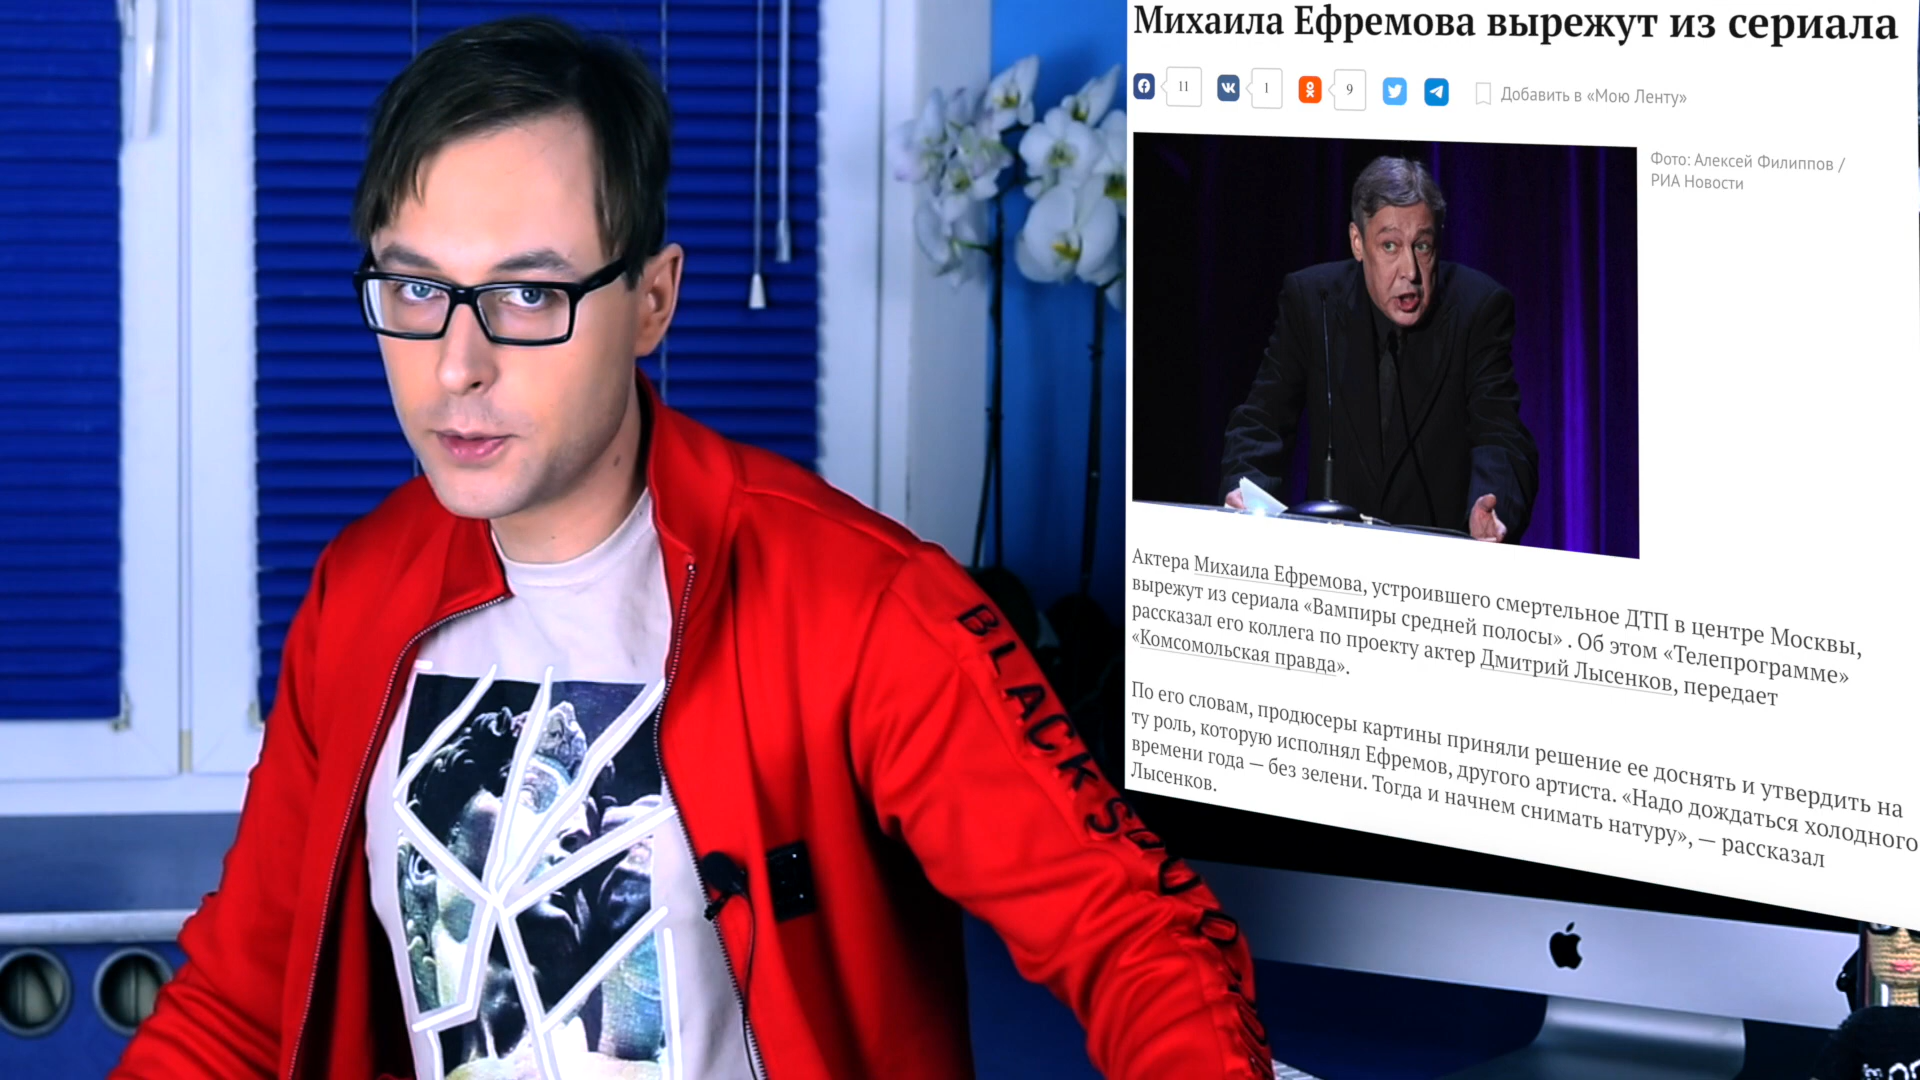 Михаила Ефремова вырежут из сериала
11
1
9
Добавить в «Мою Ленту»
Фото: Алексей Филиппов /
РИА Новости
Актера Михаила Ефремова, устроившего смертельное ДТП в центре Москвы,
вырежут из сериала «Вампиры средней полосы» . Об этом «Телепрограмме»
рассказал его коллега по проекту актер Дмитрий Лысенков, передает
«Комсомольская правда».
По его словам, продюсеры картины приняли решение ее доснять и утвердить на
ту роль, которую исполнял Ефремов, другого артиста. «Надо дождаться холодного
времени года — без зелени. Тогда и начнем снимать натуру», — рассказал
Лысенков.
BLACK